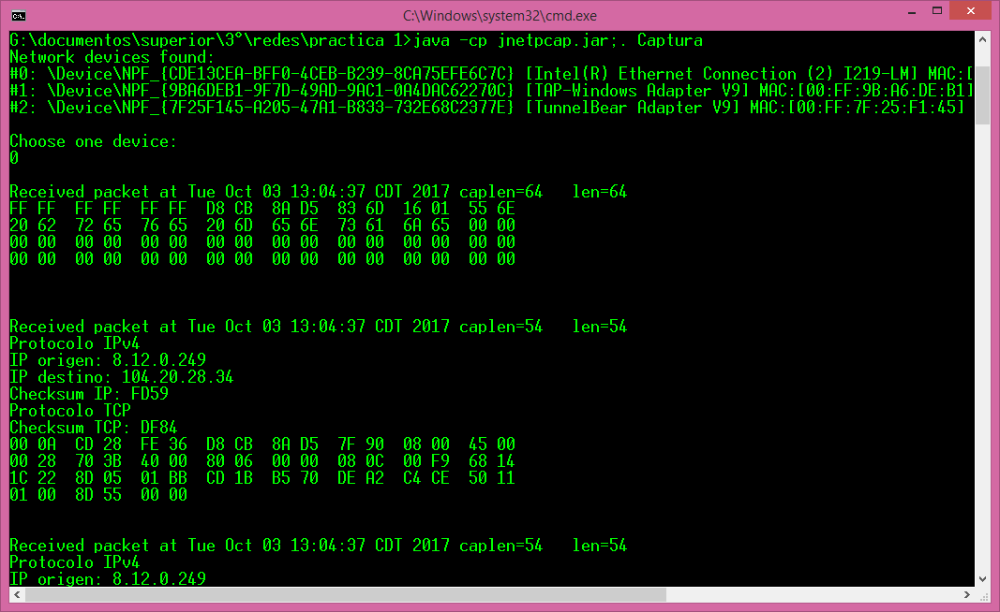 C:\Windows\system32\cmd.exe
G:\documentos\superior\3°\redes\practica 1>java -cp jnetpcap.jar;. Captura
Network devices found:
#0: \Device\NPF_{CDE13CEA-BFF0-4CEB-B239-8CA75EFE6C7C} [Intel(R) Ethernet Connection (2) I219-LM] MAC:[
#1: \Device\NPF_{9BA6DEB1-9F7D-49AD-9AC1-0A4DAC62270C} [TAP-Windows Adapter V9] MAC:[00:FF:9B:A6:DE:B1]
#2: \Device\NPF_{7F25F145-A205-47A1-B833-732E68C2377E} [TunnelBear Adapter V9] MAC:[00:FF:7F:25:F1:45]
Choose one device:
0
Received packet at Tue Oct 03 13:04:37 CDT 2017 caplen=64 len=64
FF FF FF FF FF FF D8 CB 8A D5 83 6D 16 01 55 6E
20 62 72 65 76 65 20 6D 65 6E 73 61 6A 65 00 00
00 00 00 00 00 00 00 00 00 00 00 00 00 00 00 00
00 00 00 00 00 00 00 00 00 00 00 00 00 00 00 00
Received packet at Tue Oct 03 13:04:37 CDT 2017 caplen=54 len=54
Protocolo IPv4
IP origen: 8.12.0.249
IP destino: 104.20.28.34
Checksum IP: FD59
Protocolo TCP
Checksum TCP: DF84
00 0A CD 28 FE 36 D8 CB 8A D5 7F 90 08 00 45 00
00 28 70 3B 40 00 80 06 00 00 08 0C 00 F9 68 14
1C 22 8D 05 01 BB CD 1B B5 70 DE A2 C4 CE 50 11
01 00 8D 55 00 00
Received packet at Tue Oct 03 13:04:37 CDT 2017 caplen=54 len=54
Protocolo IPv4
IP origen: 8.12.0.249